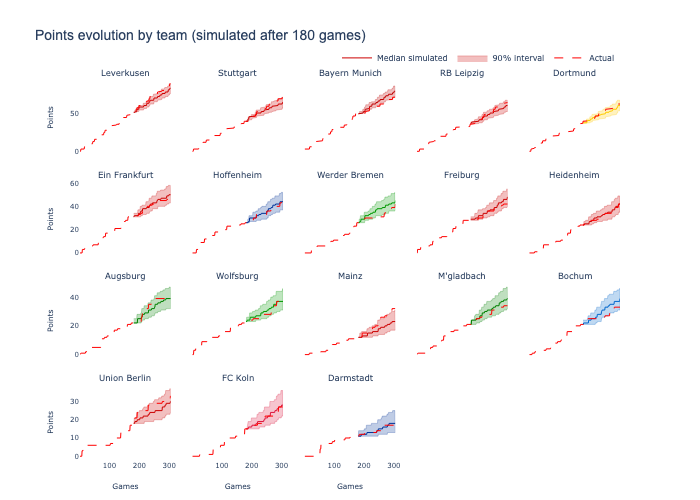 Points evolution by team (simulated after 180 games)
Median simulated 90% interval Actual
Leverkusen Stuttgart Bayern Munich RB Leipzig Dortmund
Points
50
0
Ein Frankfurt Hoffenheim Werder Bremen Freiburg Heidenheim
Points
60
40
20
0
Augsburg Wolfsburg Mainz M'gladbach Bochum
Points
40
20
0
Union Berlin FC Koln Darmstadt
Points
30
20
10
0
100 200 300 100 200 300 100 200 300
Games Games Games